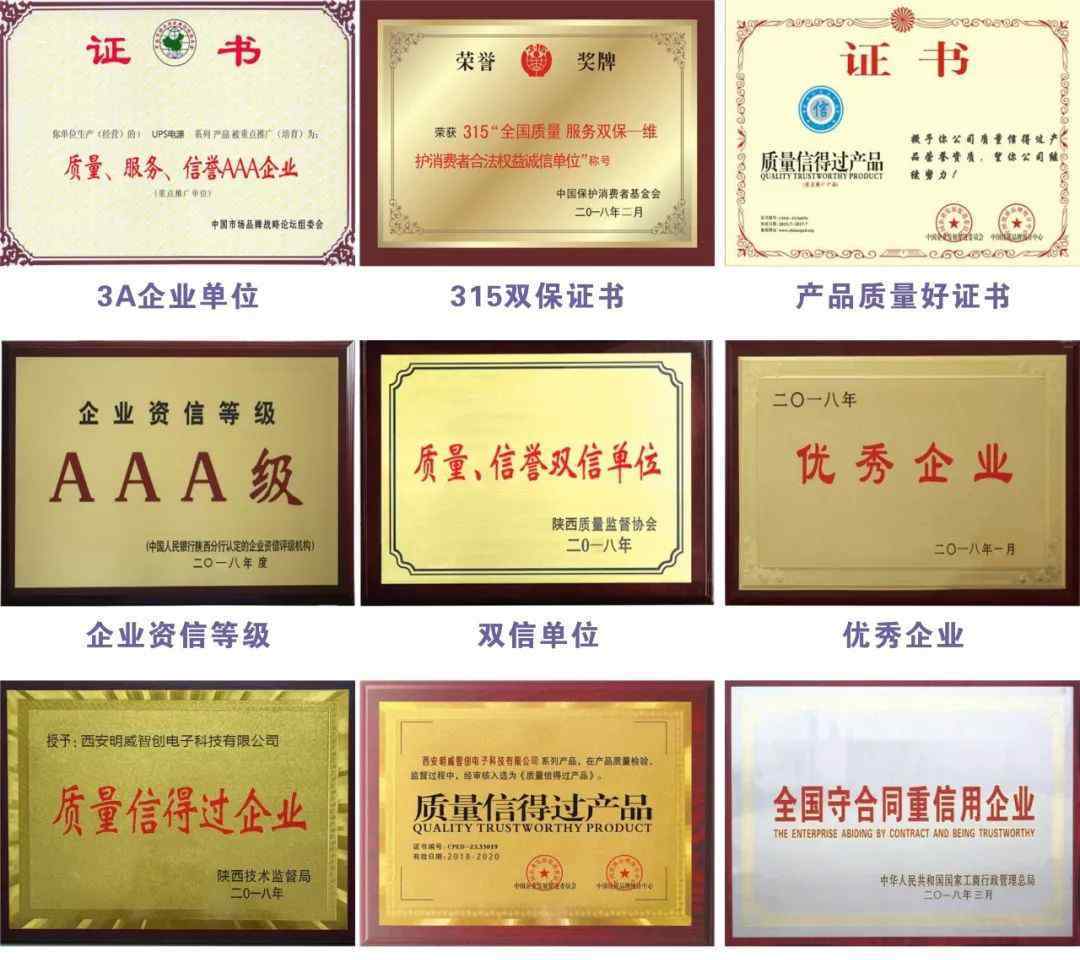 证 书
你单位生产（经营）的： UPS电源 系列 产品 被重点推广（培育）为：
质量、服务、信誉AAA企业
（重点推广单位）
中国市场品牌战略论坛组委会
3A企业单位
荣誉 奖牌
荣获 315“全国质量 服务双保—维
护消费者合法权益诚信单位”称号
中国保护消费者基金会
二〇一八年二月
315双保证书
证 书
信
授予你公司质量信得过产
品荣誉资质，望你公司继
续努力！
质量信得过产品
QUALITY TRUSTWORTHY PRODUCT
（重点推广产品）
产品质量好证书
企业资信等级
AAA级
（中国人民银行陕西分行认定的企业资信评级机构）
二〇一八年 度
企业资信等级
质量、信誉双信单位
陕西质量监督协会
二〇一八年
双信单位
二〇一八年
优秀企业
二〇一八年一月
优秀企业
授予：西安明威智创电子科技有限公司
质量信得过企业
陕西技术监督局
二〇一八年
西安明威智创电子科技有限公司 系列产品，在产品质量检验、
监督过程中，经审核入选为《质量信得过产品》。
质量信得过产品
QUALITY TRUSTWORTHY PRODUCT
证书编号：CPED-ZL35019
有效日期：2018-2020
全国守合同重信用企业
THE ENTERPRISE ABIDING BY CONTRACT AND BEING TRUSTWORTHY
中华人民共和国国家工商行政管理总局
二〇一八年三月